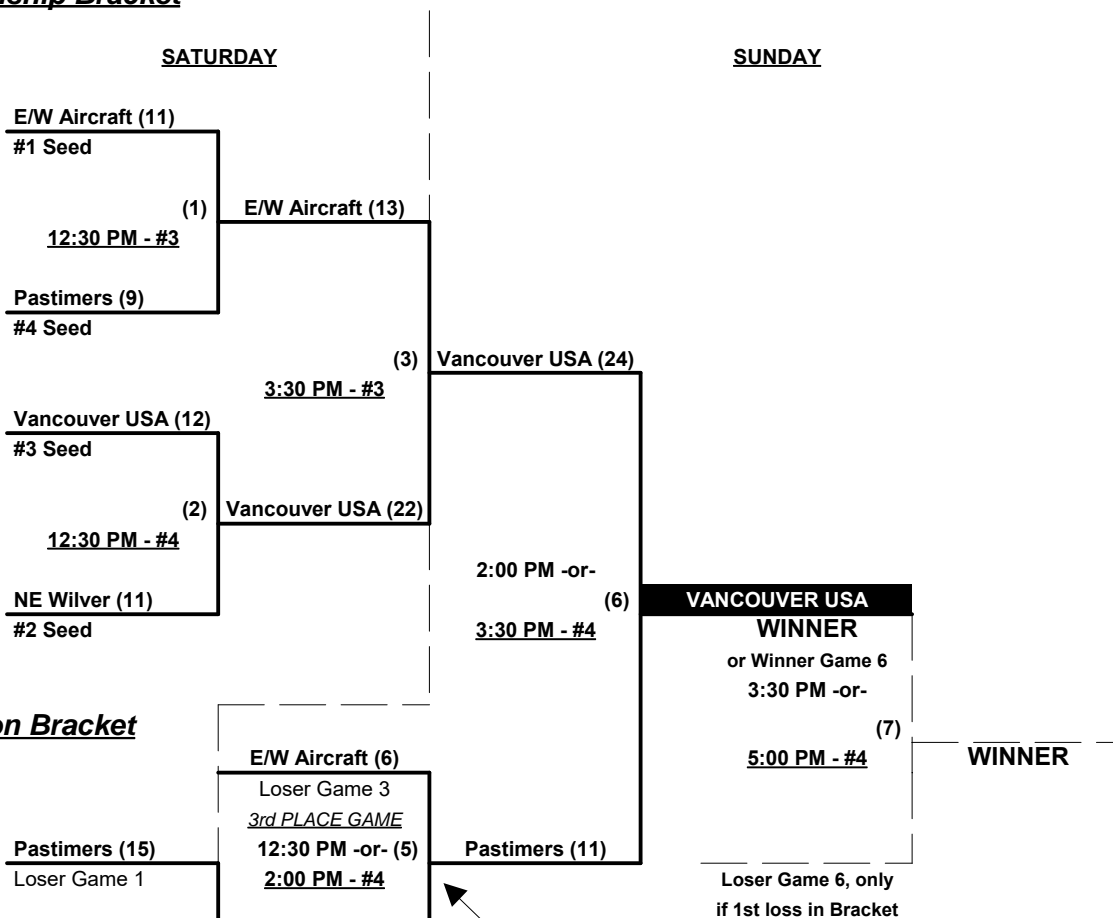 SATURDAY
SUNDAY
E/W Aircraft (11)
#1 Seed
(1)
E/W Aircraft (13)
12:30 PM - #3
Pastimers (9)
#4 Seed
(3)
Vancouver USA (24)
3:30 PM - #3
Vancouver USA (12)
#3 Seed
(2)
Vancouver USA (22)
12:30 PM - #4
NE Wilver (11)
#2 Seed
2:00 PM -or-
(6)
3:30 PM - #4
VANCOUVER USA
WINNER
or Winner Game 6
3:30 PM -or-
(7)
5:00 PM - #4
WINNER
Bracket
E/W Aircraft (6)
Loser Game 3
3rd PLACE GAME
12:30 PM -or- (5)
2:00 PM - #4
Pastimers (15)
Loser Game 1
Pastimers (11)
Loser Game 6, only
if 1st loss in Bracket